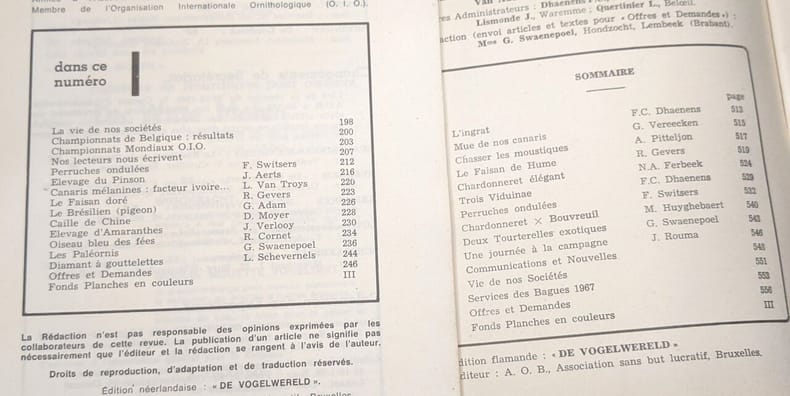 Membre de l'Organisation Internationale Ornithologique (O. I. O.).
dans ce
numéro
La vie de nos sociétés 198
Championnats de Belgique : résultats 200
Championnats Mondiaux O.I.O. 203
Nos lecteurs nous écrivent 207
Perruches ondulées F. Switsers 212
Elevage du Pinson J. Aerts 216
Canaris mélanines : facteur ivoire... L. Van Troys 220
Le Faisan doré R. Gevers 223
Le Brésilien (pigeon) G. Adam 226
Caille de Chine D. Moyer 228
Elevage d'Amaranthes J. Verlooy 230
Oiseau bleu des fées R. Cornet 234
Les Paléornis G. Swaenepoel 236
Diamant à gouttelettes L. Schevernels 244
Offres et Demandes 246
Fonds Planches en couleurs III
La Rédaction n'est pas responsable des opinions exprimées par les
collaborateurs de cette revue. La publication d'un article ne signifie pas
nécessairement que l'éditeur et la rédaction se rangent à l'avis de l'auteur.
Droits de reproduction, d'adaptation et de traduction réservés.
Édition néerlandaise : « DE VOGELWERELD ».
es Administrateurs : Dhaenens
Lismonde J., Waremme ; Quertinier L., Belœil.
ction (envoi articles et textes pour « Offres et Demandes ») :
Mme G. Swaenepoel, Hondzocht, Lembeek (Brabant).
SOMMAIRE
page
L'ingrat F.C. Dhaenens 513
Mue de nos canaris G. Vereecken 515
Chasser les moustiques A. Pitteljon 517
Le Faisan de Hume R. Gevers 519
Chardonneret élégant N.A. Ferbeek 524
Trois Viduinae F.C. Dhaenens 529
Perruches ondulées F. Switsers 532
Chardonneret × Bouvreuil M. Huyghebaert 540
Deux Tourterelles exotiques G. Swaenepoel 543
Une journée à la campagne J. Rouma 546
Communications et Nouvelles 548
Vie de nos Sociétés 551
Services des Bagues 1967 553
Offres et Demandes 556
Fonds Planches en couleurs III
dition flamande : « DE VOGELWERELD »
diteur : A. O. B., Association sans but lucratif, Bruxelles.